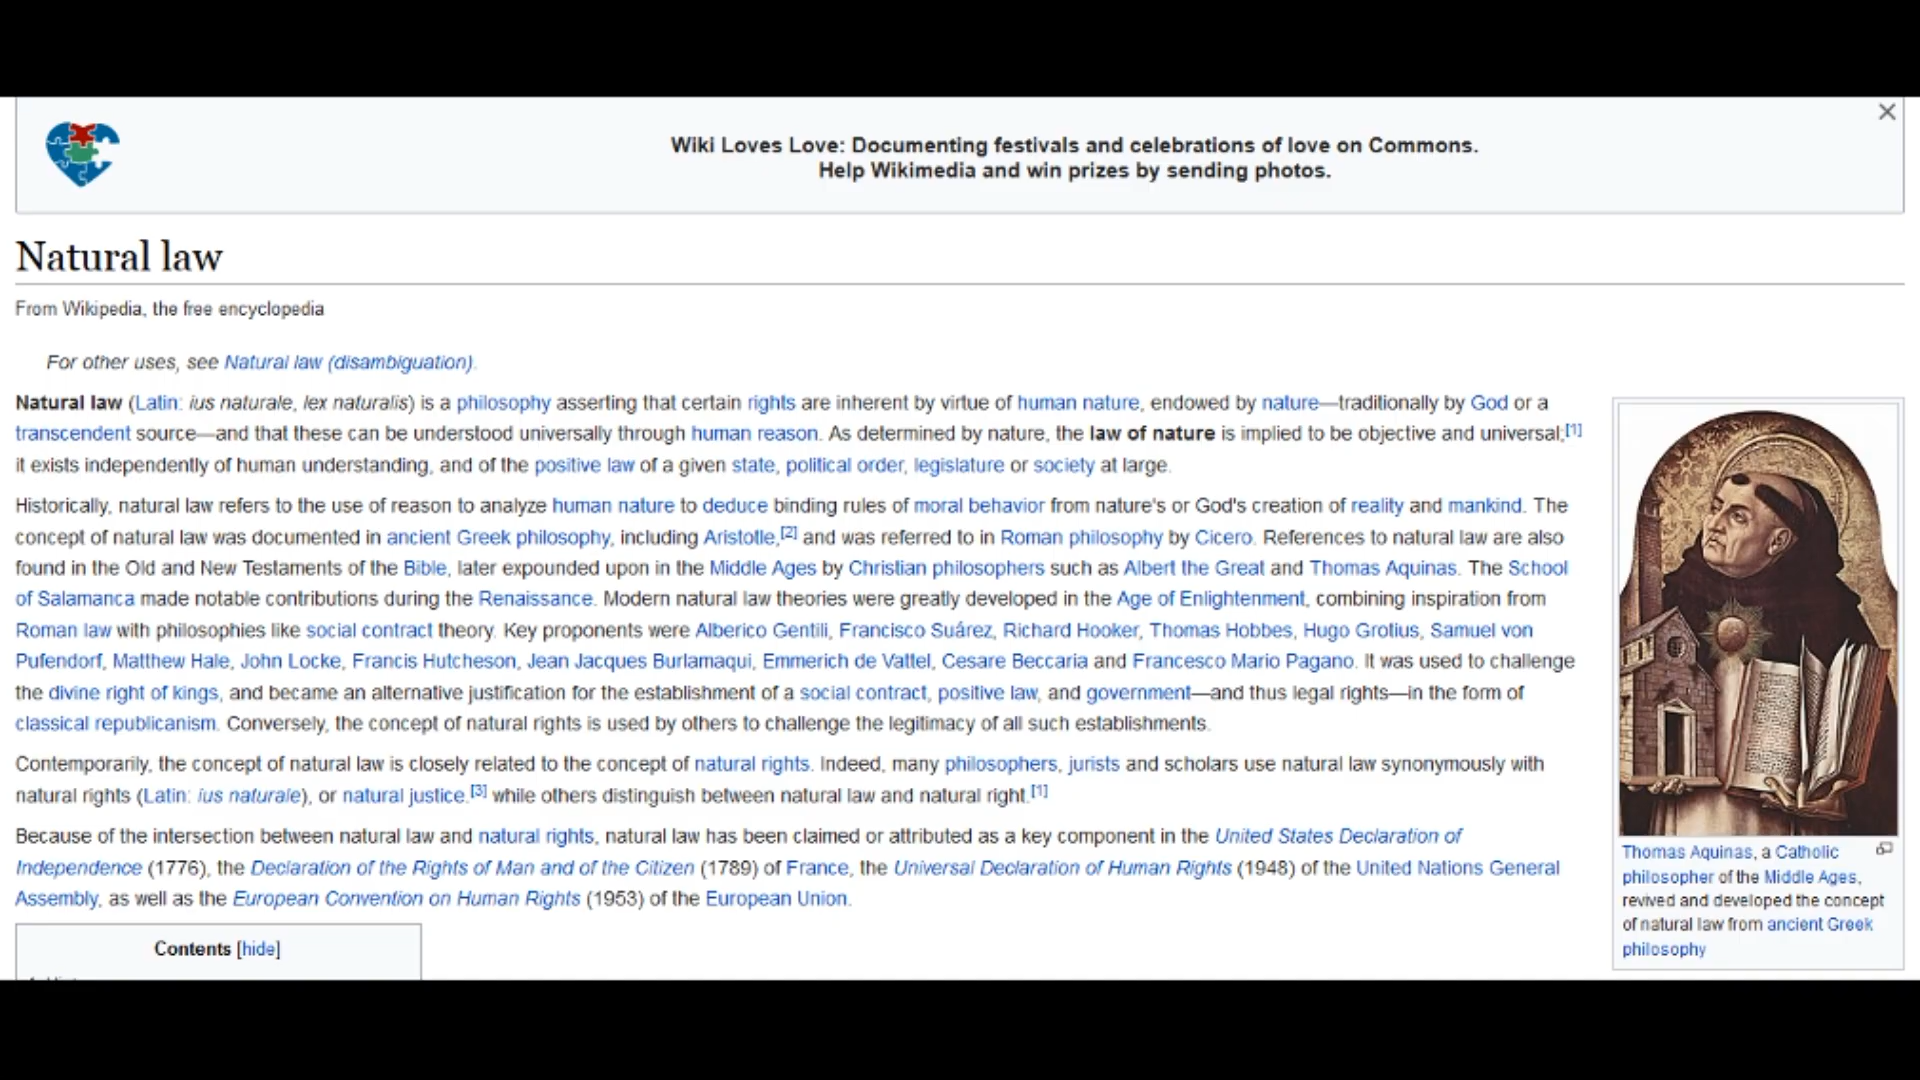 Wiki Loves Love: Documenting festivals and celebrations of love on Commons.
Help Wikimedia and win prizes by sending photos.
Natural law
From Wikipedia, the free encyclopedia
For other uses, see Natural law (disambiguation).
Natural law (Latin: ius naturale, lex naturalis) is a philosophy asserting that certain rights are inherent by virtue of human nature, endowed by nature—traditionally by God or a
transcendent source—and that these can be understood universally through human reason. As determined by nature, the law of nature is implied to be objective and universal;[1]
it exists independently of human understanding, and of the positive law of a given state, political order, legislature or society at large.
Historically, natural law refers to the use of reason to analyze human nature to deduce binding rules of moral behavior from nature's or God's creation of reality and mankind. The
concept of natural law was documented in ancient Greek philosophy, including Aristotle,[2] and was referred to in Roman philosophy by Cicero. References to natural law are also
found in the Old and New Testaments of the Bible, later expounded upon in the Middle Ages by Christian philosophers such as Albert the Great and Thomas Aquinas. The School
of Salamanca made notable contributions during the Renaissance. Modern natural law theories were greatly developed in the Age of Enlightenment, combining inspiration from
Roman law with philosophies like social contract theory. Key proponents were Alberico Gentili, Francisco Suárez, Richard Hooker, Thomas Hobbes, Hugo Grotius, Samuel von
Pufendorf, Matthew Hale, John Locke, Francis Hutcheson, Jean Jacques Burlamaqui, Emmerich de Vattel, Cesare Beccaria and Francesco Mario Pagano. It was used to challenge
the divine right of kings, and became an alternative justification for the establishment of a social contract, positive law, and government—and thus legal rights—in the form of
classical republicanism. Conversely, the concept of natural rights is used by others to challenge the legitimacy of all such establishments.
Contemporarily, the concept of natural law is closely related to the concept of natural rights. Indeed, many philosophers, jurists and scholars use natural law synonymously with
natural rights (Latin: ius naturale), or natural justice,[3] while others distinguish between natural law and natural right.[1]
Because of the intersection between natural law and natural rights, natural law has been claimed or attributed as a key component in the United States Declaration of
Independence (1776), the Declaration of the Rights of Man and of the Citizen (1789) of France, the Universal Declaration of Human Rights (1948) of the United Nations General
Assembly, as well as the European Convention on Human Rights (1953) of the European Union.
Thomas Aquinas, a Catholic
philosopher of the Middle Ages,
revived and developed the concept
of natural law from ancient Greek
philosophy
Contents [hide]